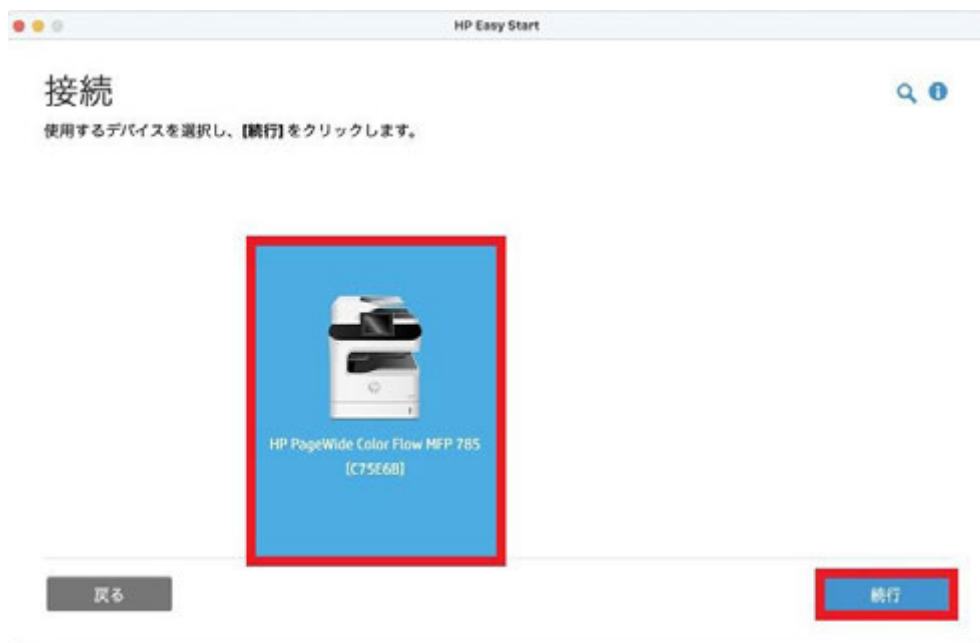 HP Easy Start
接続
使用するデバイスを選択し、[続行] をクリックします。
HP PageWide Color Flow MFP 785
[C75E6B]
戻る
続行